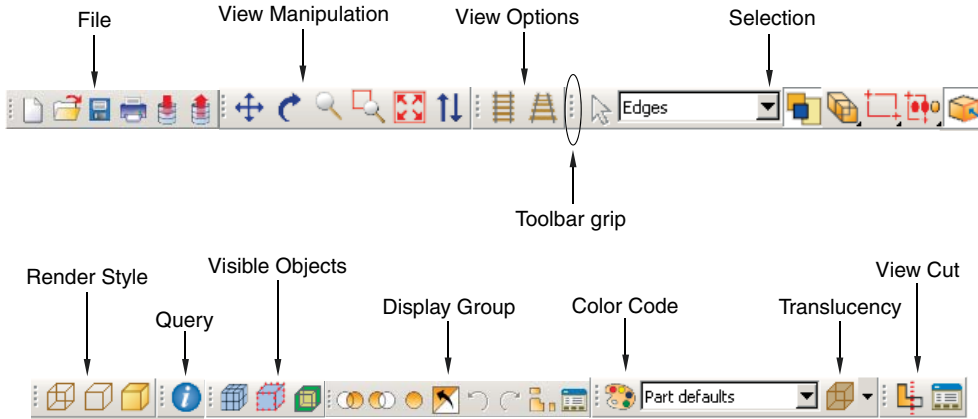 File
View Manipulation
View Options
Selection
Edges
Toolbar grip
Render Style
Query
Visible Objects
Display Group
Color Code
Translucency
View Cut
Part defaults